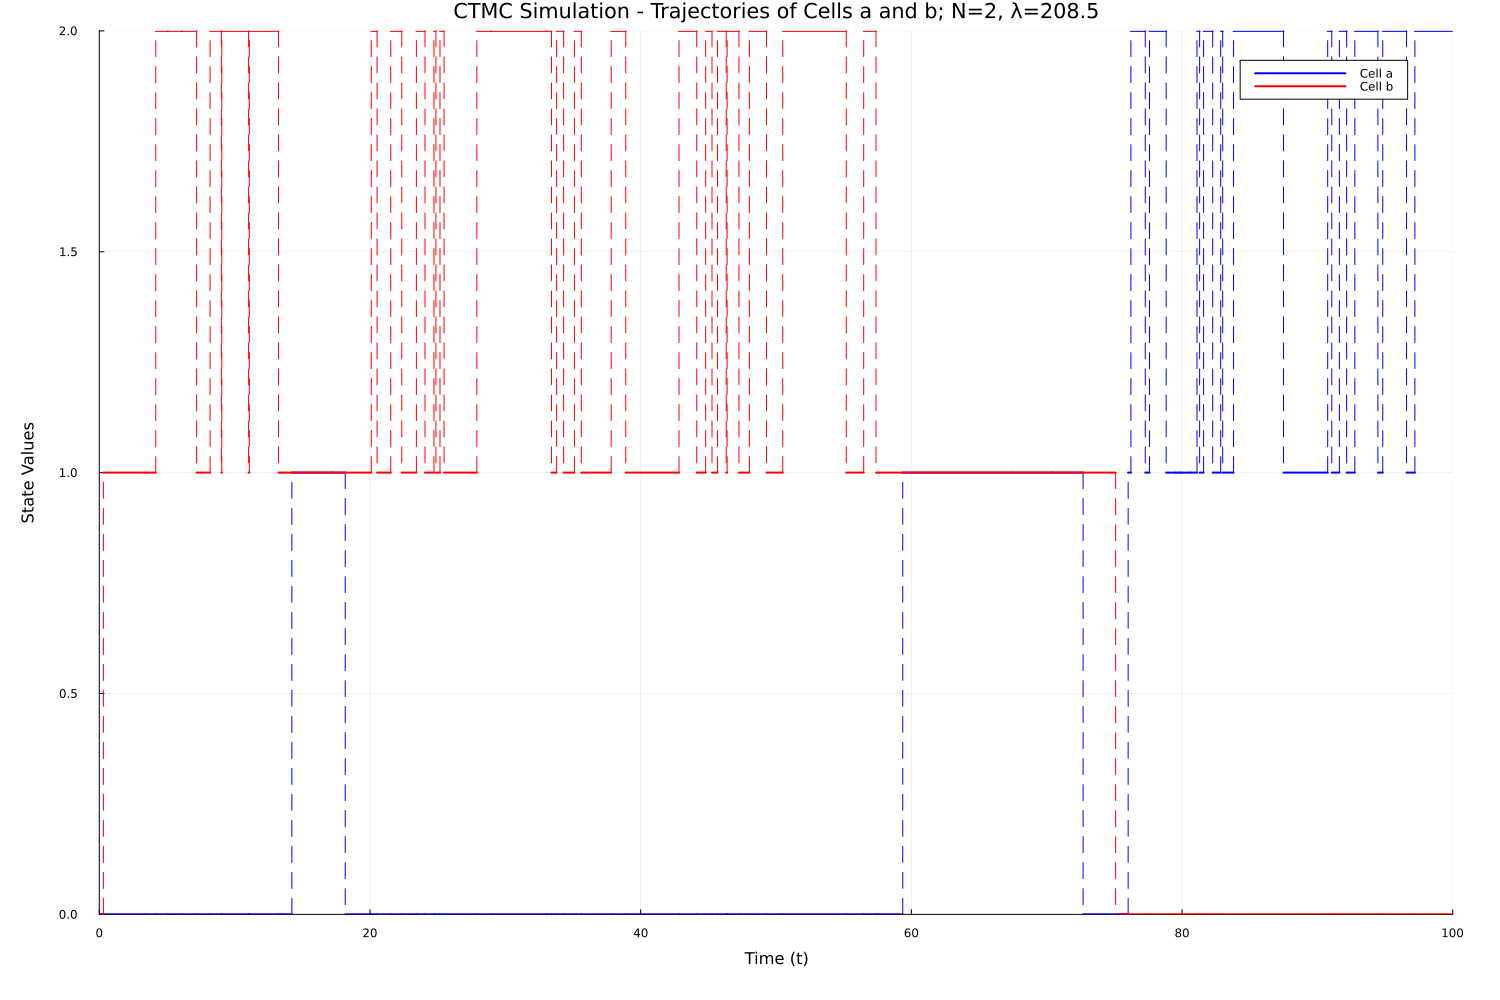 CTMC Simulation - Trajectories of Cells a and b; N=2, λ=208.5
2.0
Cell a
Cell b
1.5
1.0
State Values
0.5
0.0
0 20 40 60 80 100
Time (t)